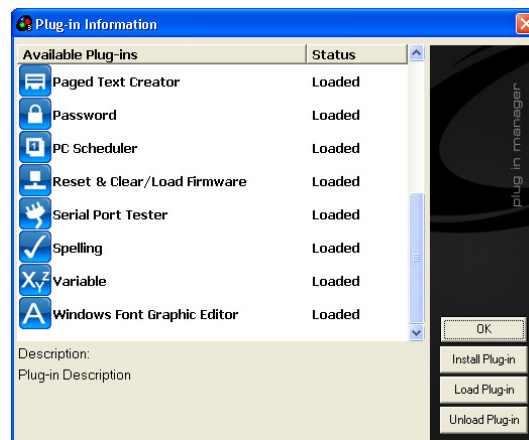 Plug-in Information
Available Plug-ins Status
Paged Text Creator Loaded
Password Loaded
PC Scheduler Loaded
Reset & Clear/Load Firmware Loaded
Serial Port Tester Loaded
Spelling Loaded
Variable Loaded
Windows Font Graphic Editor Loaded
Description:
Plug-in Description
plug in manager
OK
Install Plug-in
Load Plug-in
Unload Plug-in